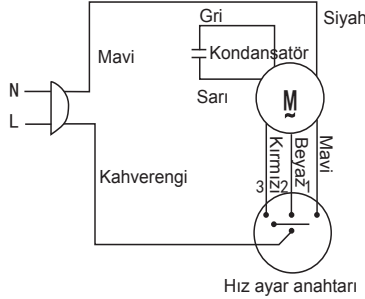 Gri
Siyah
Kondansatör
Mavi
Sarı
N
L
M
~
Kırmızı
Beyaz
Mavi
3
2
1
Kahverengi
Hız ayar anahtarı